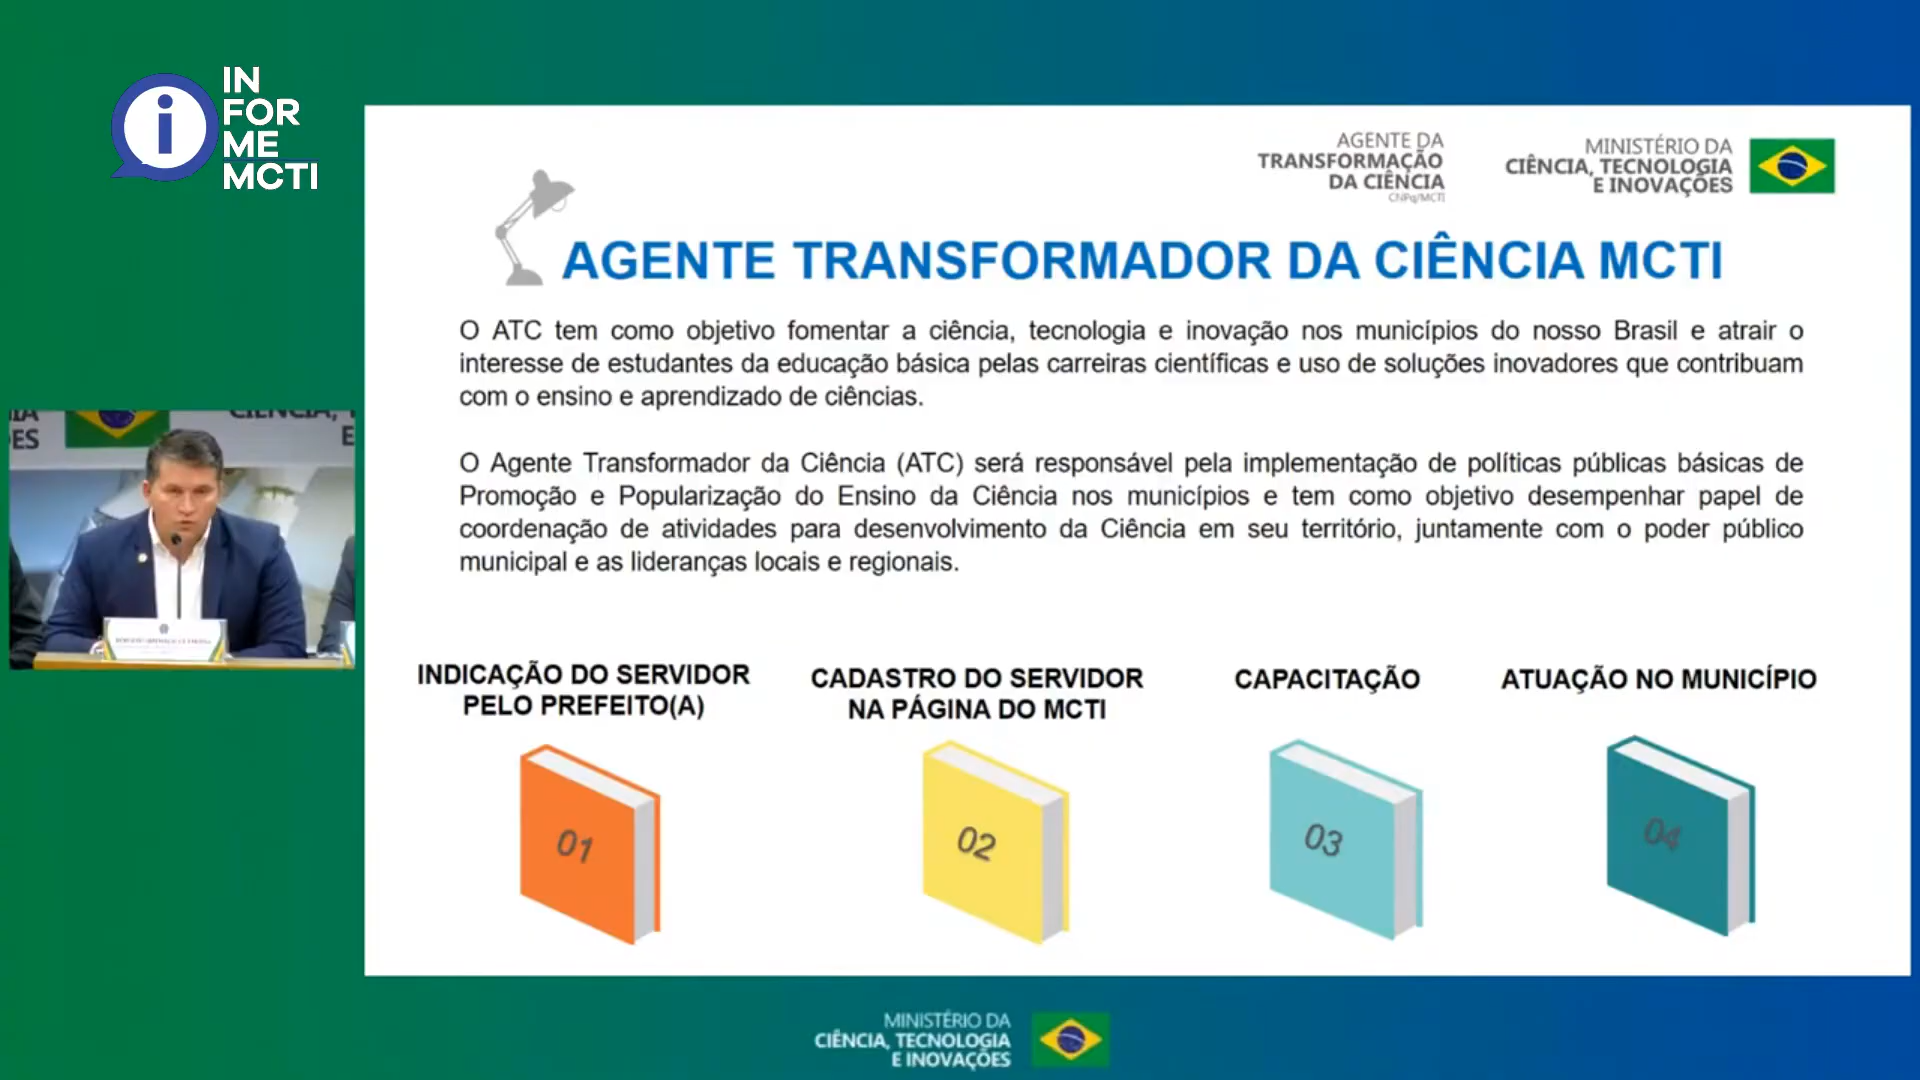 IN
FOR
ME
MCTI
AGENTE DA
TRANSFORMAÇÃO
DA CIÊNCIA
CNPq/MCTI
MINISTÉRIO DA
CIÊNCIA, TECNOLOGIA
E INOVAÇÕES
AGENTE TRANSFORMADOR DA CIÊNCIA MCTI
O ATC tem como objetivo fomentar a ciência, tecnologia e inovação nos municípios do nosso Brasil e atrair o
interesse de estudantes da educação básica pelas carreiras científicas e uso de soluções inovadores que contribuam
com o ensino e aprendizado de ciências.
O Agente Transformador da Ciência (ATC) será responsável pela implementação de políticas públicas básicas de
Promoção e Popularização do Ensino da Ciência nos municípios e tem como objetivo desempenhar papel de
coordenação de atividades para desenvolvimento da Ciência em seu território, juntamente com o poder público
municipal e as lideranças locais e regionais.
INDICAÇÃO DO SERVIDOR
PELO PREFEITO(A)
CADASTRO DO SERVIDOR
NA PÁGINA DO MCTI
CAPACITAÇÃO
ATUAÇÃO NO MUNICÍPIO
01
02
03
04
MINISTÉRIO DA
CIÊNCIA, TECNOLOGIA
E INOVAÇÕES